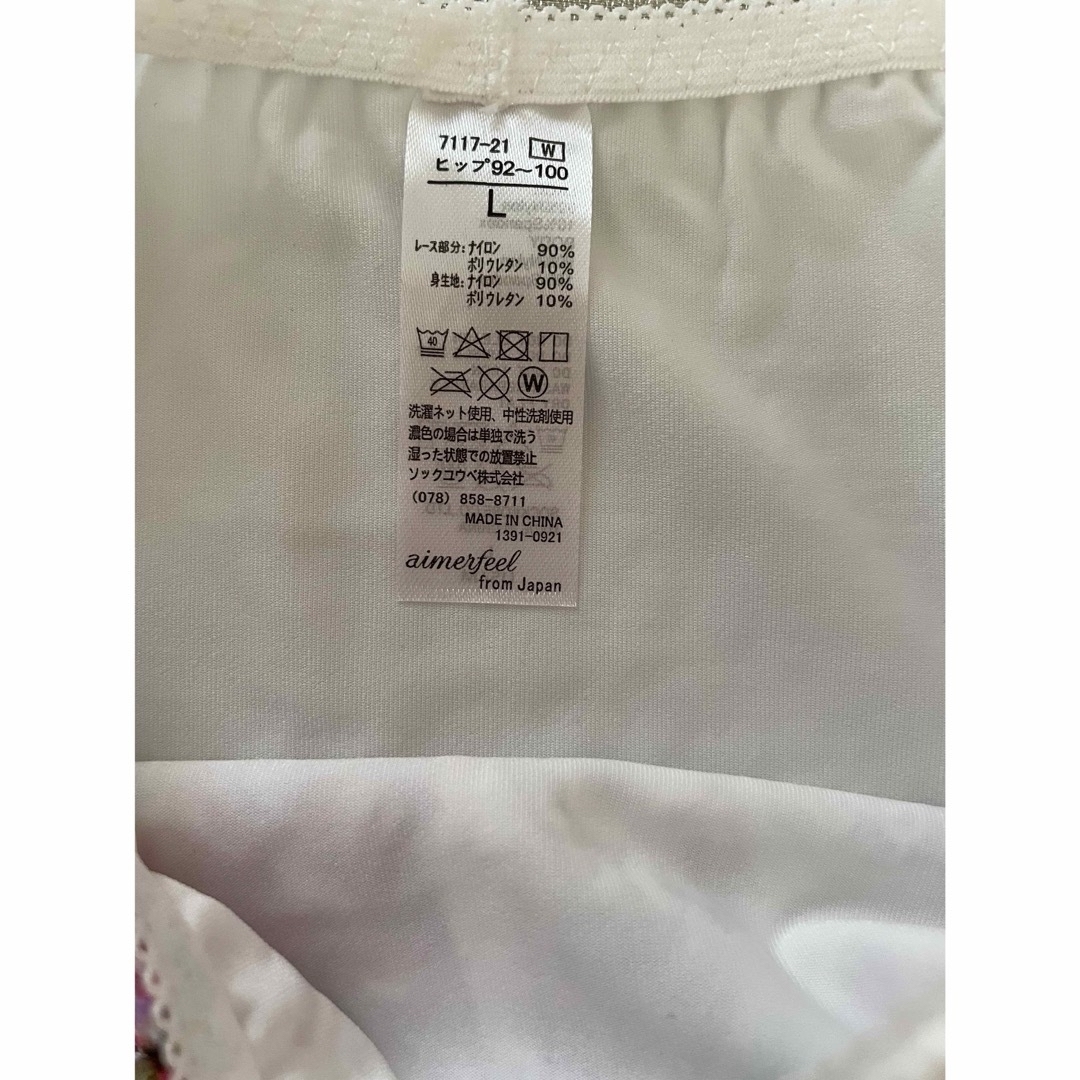 7117-21 W
ヒップ92～100
L
レース部分:ナイロン 90%
ポリウレタン 10%
身生地:ナイロン 90%
ポリウレタン 10%
40
W
洗濯ネット使用、中性洗剤使用
濃色の場合は単独で洗う
湿った状態での放置禁止
ソックコウベ株式会社
(078) 858-8711
MADE IN CHINA
1391-0921
aimerfeel
from Japan